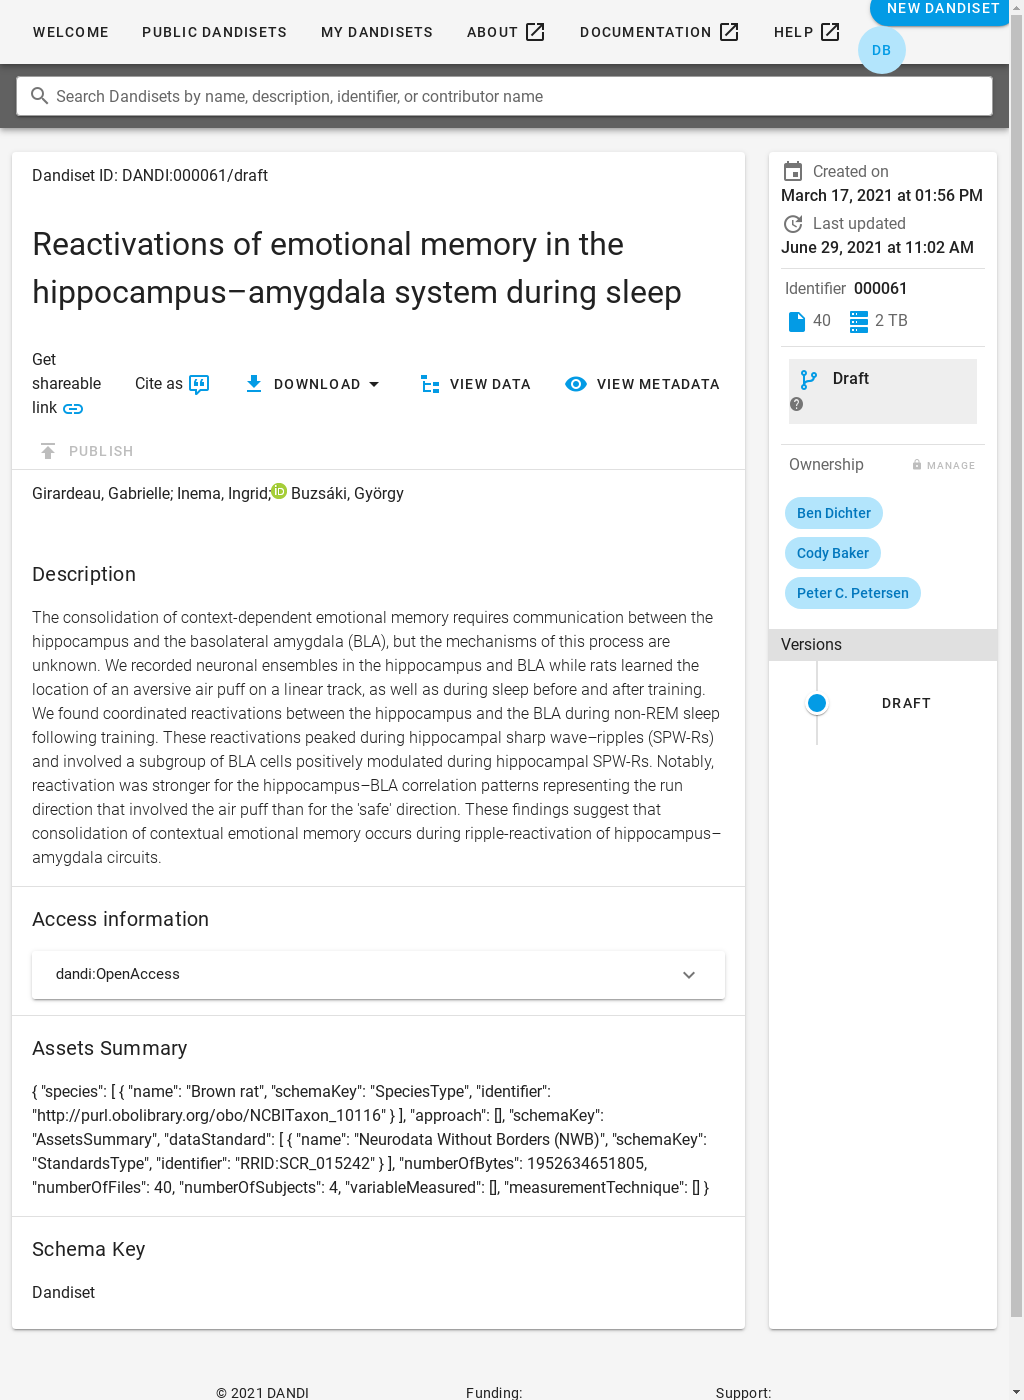 WELCOME PUBLIC DANDISETS MY DANDISETS ABOUT DOCUMENTATION HELP
NEW DANDISET
DB
Search Dandisets by name, description, identifier, or contributor name
Dandiset ID: DANDI:000061/draft
Reactivations of emotional memory in the
hippocampus–amygdala system during sleep
Get
shareable
link
Cite as
DOWNLOAD
VIEW DATA
VIEW METADATA
PUBLISH
Girardeau, Gabrielle; Inema, Ingrid; iD Buzsáki, György
Description
The consolidation of context-dependent emotional memory requires communication between the
hippocampus and the basolateral amygdala (BLA), but the mechanisms of this process are
unknown. We recorded neuronal ensembles in the hippocampus and BLA while rats learned the
location of an aversive air puff on a linear track, as well as during sleep before and after training.
We found coordinated reactivations between the hippocampus and the BLA during non-REM sleep
following training. These reactivations peaked during hippocampal sharp wave–ripples (SPW-Rs)
and involved a subgroup of BLA cells positively modulated during hippocampal SPW-Rs. Notably,
reactivation was stronger for the hippocampus–BLA correlation patterns representing the run
direction that involved the air puff than for the 'safe' direction. These findings suggest that
consolidation of contextual emotional memory occurs during ripple-reactivation of hippocampus–
amygdala circuits.
Access information
dandi:OpenAccess
Assets Summary
{ "species": [ { "name": "Brown rat", "schemaKey": "SpeciesType", "identifier":
"http://purl.obolibrary.org/obo/NCBITaxon_10116" } ], "approach": [], "schemaKey":
"AssetsSummary", "dataStandard": [ { "name": "Neurodata Without Borders (NWB)", "schemaKey":
"StandardsType", "identifier": "RRID:SCR_015242" } ], "numberOfBytes": 1952634651805,
"numberOfFiles": 40, "numberOfSubjects": 4, "variableMeasured": [], "measurementTechnique": [] }
Schema Key
Dandiset
Created on
March 17, 2021 at 01:56 PM
Last updated
June 29, 2021 at 11:02 AM
Identifier 000061
40 2 TB
Draft
?
Ownership MANAGE
Ben Dichter
Cody Baker
Peter C. Petersen
Versions
DRAFT
© 2021 DANDI Funding: Support: